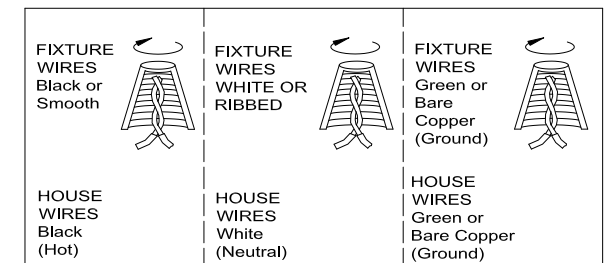 FIXTURE
WIRES
Black or
Smooth
HOUSE
WIRES
Black
(Hot)
FIXTURE
WIRES
WHITE OR
RIBBED
HOUSE
WIRES
White
(Neutral)
FIXTURE
WIRES
Green or
Bare
Copper
(Ground)
HOUSE
WIRES
Green or
Bare Copper
(Ground)